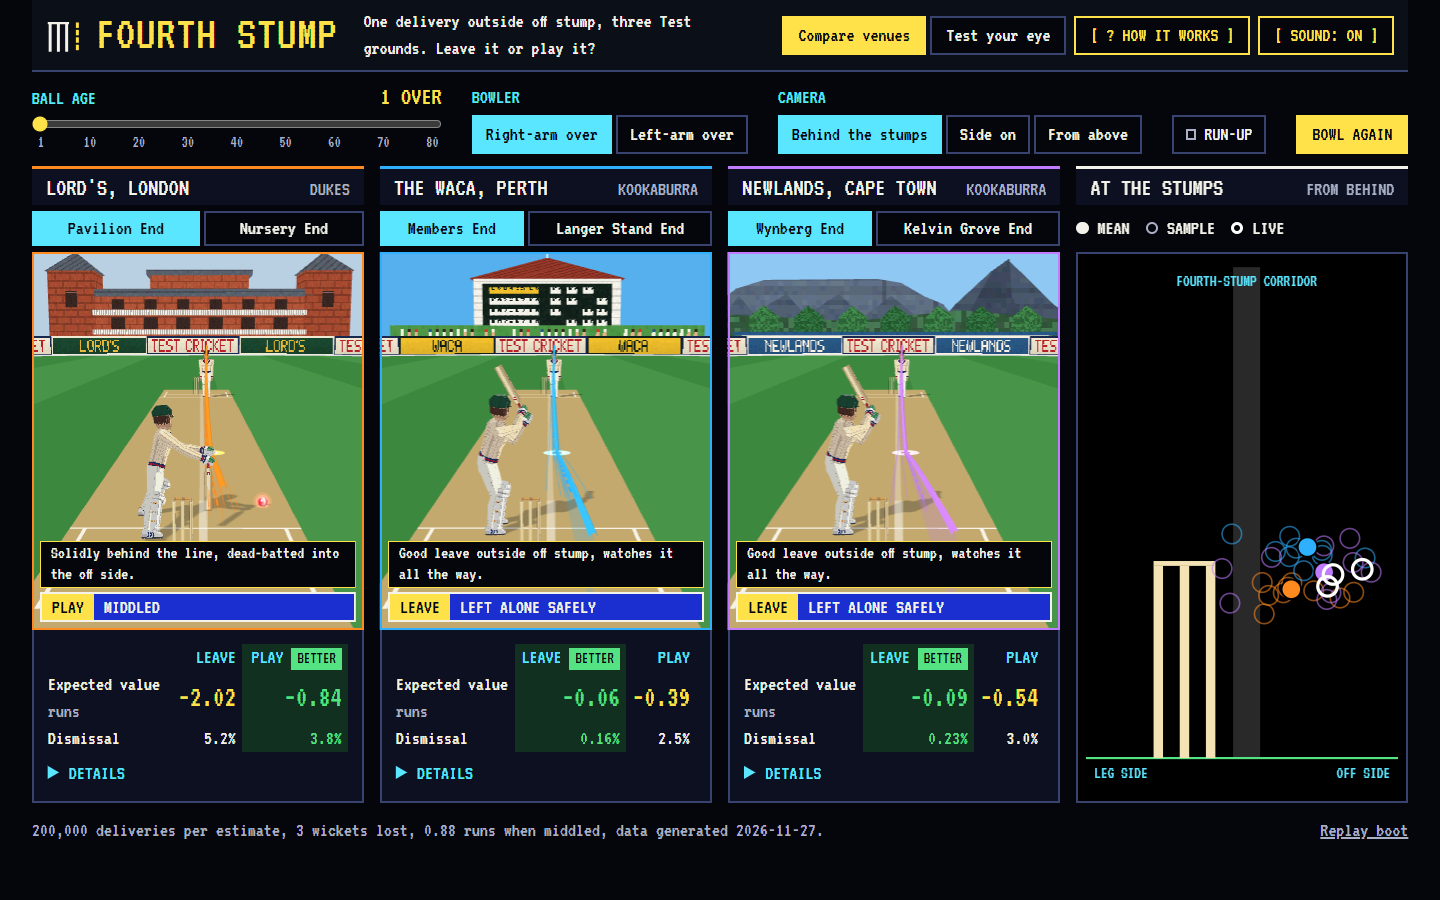 FOURTH STUMP
One delivery outside off stump, three Test
grounds. Leave it or play it?
Compare venues
Test your eye
[ ? HOW IT WORKS ]
[ SOUND: ON ]
BALL AGE
1 OVER
1 10 20 30 40 50 60 70 80
BOWLER
Right-arm over
Left-arm over
CAMERA
Behind the stumps
Side on
From above
RUN-UP
BOWL AGAIN
LORD'S, LONDON
DUKES
Pavilion End
Nursery End
ET
LORD'S
TEST CRICKET
LORD'S
TES
Solidly behind the line, dead-batted into
the off side.
PLAY
MIDDLED
LEAVE
PLAY BETTER
Expected value
runs
-2.02
-0.84
Dismissal
5.2%
3.8%
▶ DETAILS
THE WACA, PERTH
KOOKABURRA
Members End
Langer Stand End
ET
WACA
TEST CRICKET
WACA
TES
Good leave outside off stump, watches it
all the way.
LEAVE
LEFT ALONE SAFELY
LEAVE BETTER
PLAY
Expected value
runs
-0.06
-0.39
Dismissal
0.16%
2.5%
▶ DETAILS
NEWLANDS, CAPE TOWN
KOOKABURRA
Wynberg End
Kelvin Grove End
ET
NEWLANDS
TEST CRICKET
NEWLANDS
TES
Good leave outside off stump, watches it
all the way.
LEAVE
LEFT ALONE SAFELY
LEAVE BETTER
PLAY
Expected value
runs
-0.09
-0.54
Dismissal
0.23%
3.0%
▶ DETAILS
AT THE STUMPS
FROM BEHIND
MEAN
SAMPLE
LIVE
FOURTH-STUMP CORRIDOR
LEG SIDE
OFF SIDE
200,000 deliveries per estimate, 3 wickets lost, 0.88 runs when middled, data generated 2026-11-27.
Replay boot